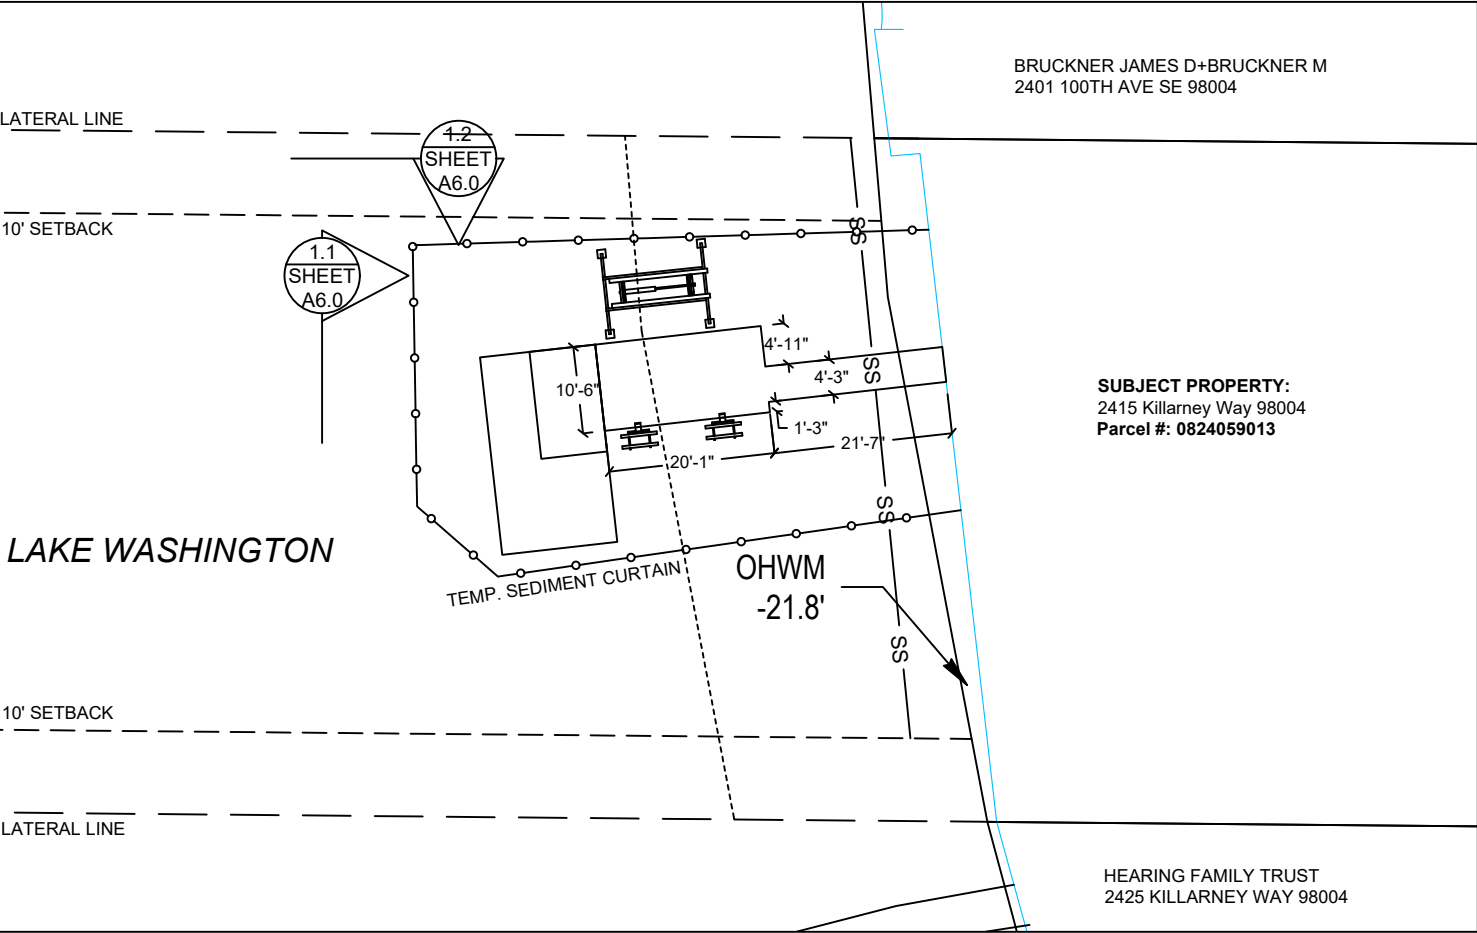 BRUCKNER JAMES D+BRUCKNER M
2401 100TH AVE SE 98004
LATERAL LINE
1.2
SHEET
A6.0
10' SETBACK
SS
1.1
SHEET
A6.0
4'-11"
SS
4'-3"
10'-6"
SUBJECT PROPERTY:
2415 Killarney Way 98004
Parcel #: 0824059013
1'-3"
21'-7"
20'-1"
SS
LAKE WASHINGTON
TEMP. SEDIMENT CURTAIN
OHWM
-21.8'
SS
10' SETBACK
LATERAL LINE
HEARING FAMILY TRUST
2425 KILLARNEY WAY 98004